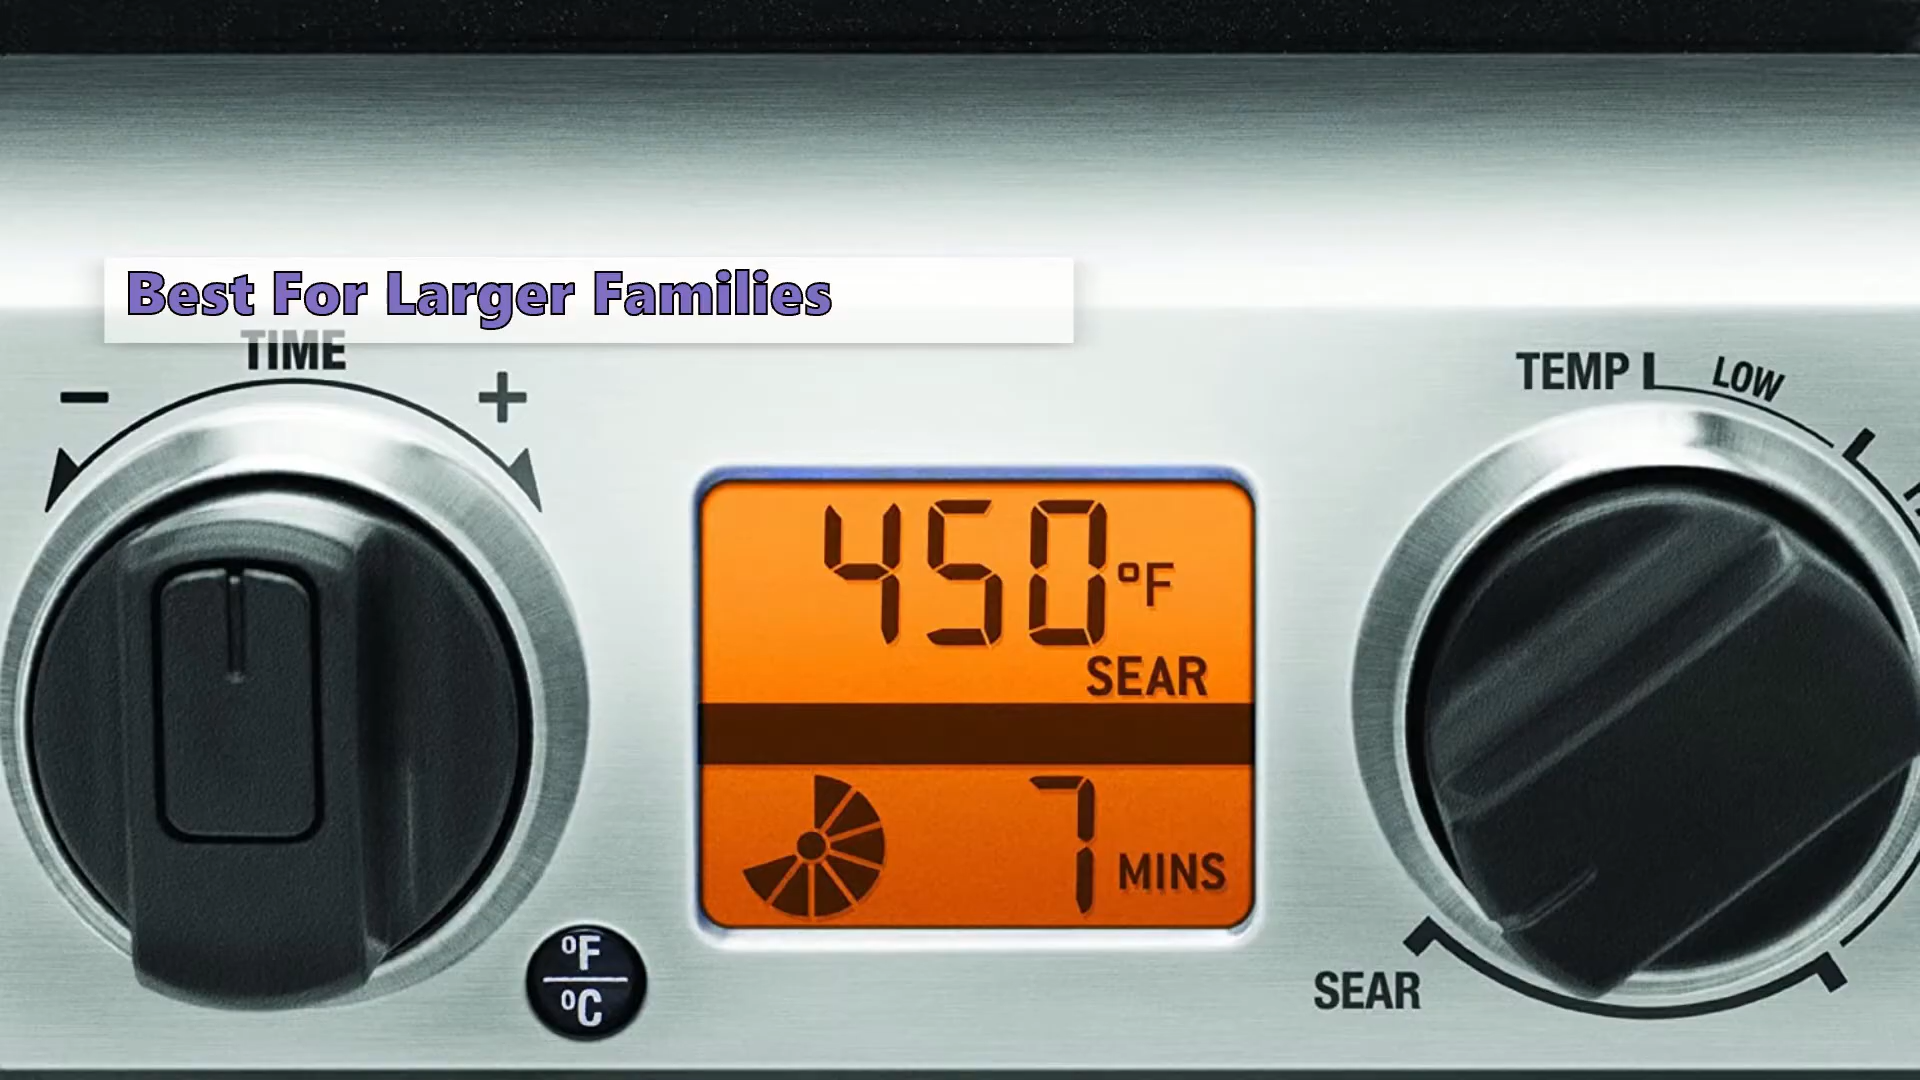 Best For Larger Families
TIME
TEMP
LOW
450 °F
SEAR
7 MINS
°F
°C
SEAR